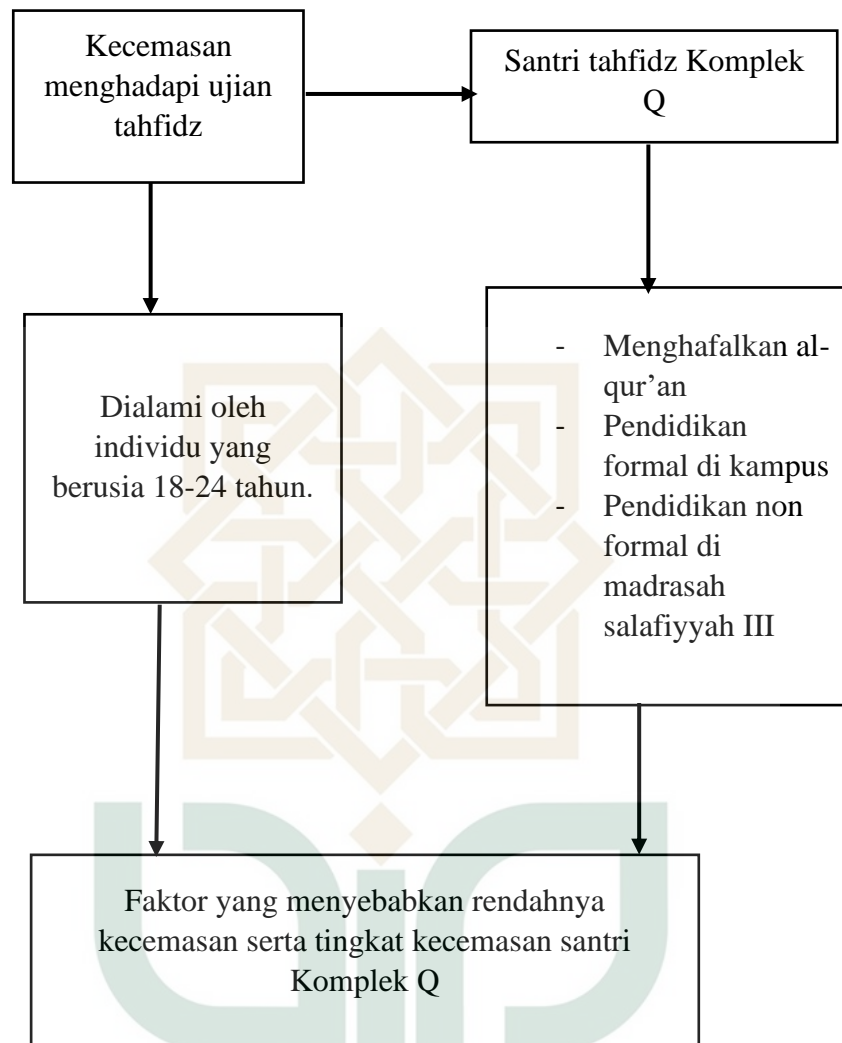 Kecemasan
menghadapi ujian
tahfidz
Santri tahfidz Komplek
Q
Dialami oleh
individu yang
berusia 18-24 tahun.
- Menghafalkan al-
qur’an
- Pendidikan
formal di kampus
- Pendidikan non
formal di
madrasah
salafiyyah III
Faktor yang menyebabkan rendahnya
kecemasan serta tingkat kecemasan santri
Komplek Q